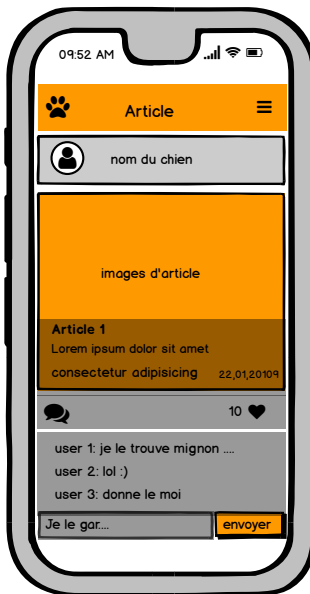 09:52 AM
Article
nom du chien
images d'article
Article 1
Lorem ipsum dolor sit amet
consectetur adipisicing
22,01,20109
10
user 1: je le trouve mignon ....
user 2: lol :)
user 3: donne le moi
Je le gar....
envoyer